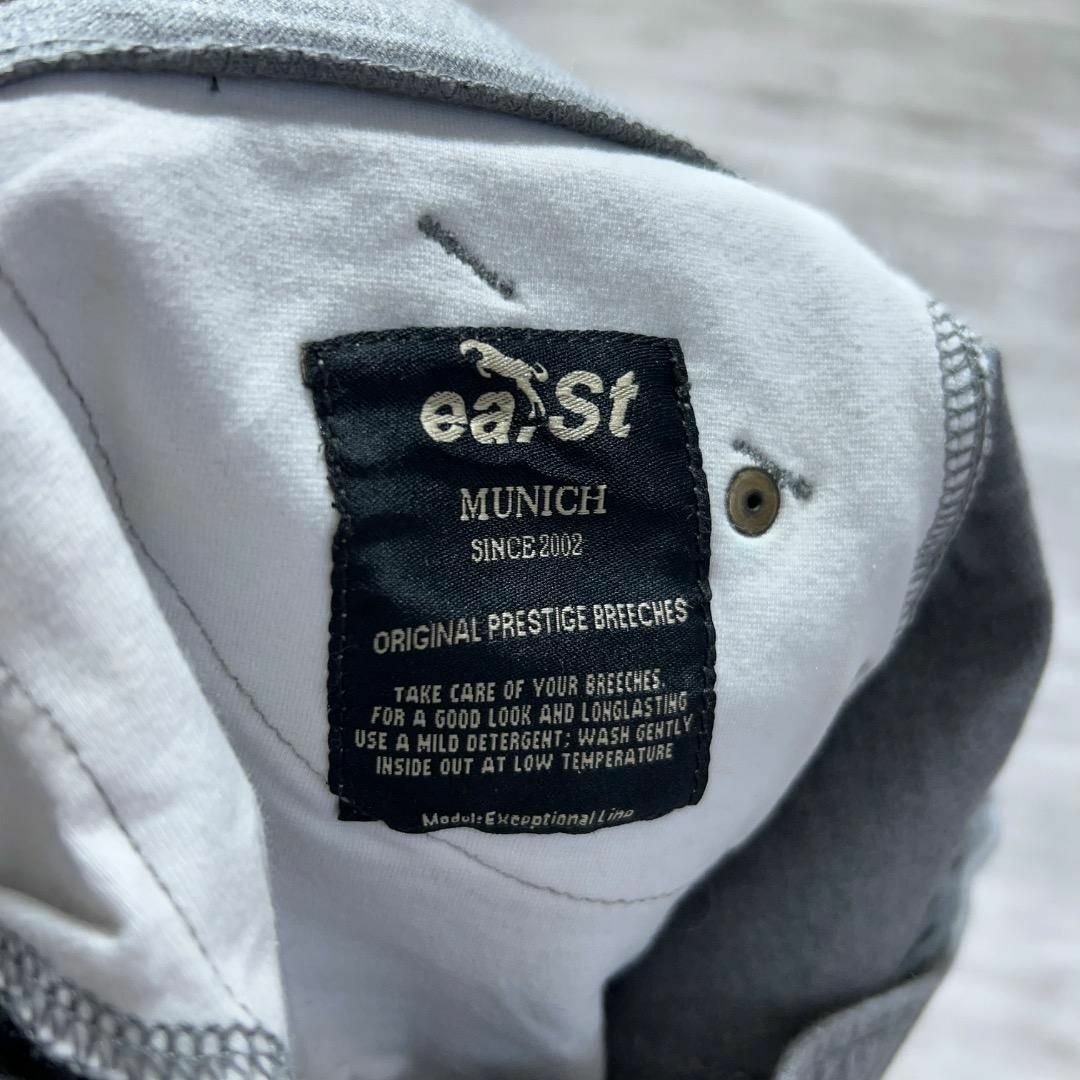 ea.St
MUNICH
SINCE 2002
ORIGINAL PRESTIGE BREECHES
TAKE CARE OF YOUR BREECHES.
FOR A GOOD LOOK AND LONGLASTING
USE A MILD DETERGENT; WASH GENTLY
INSIDE OUT AT LOW TEMPERATURE
Modul: Exceptional Line